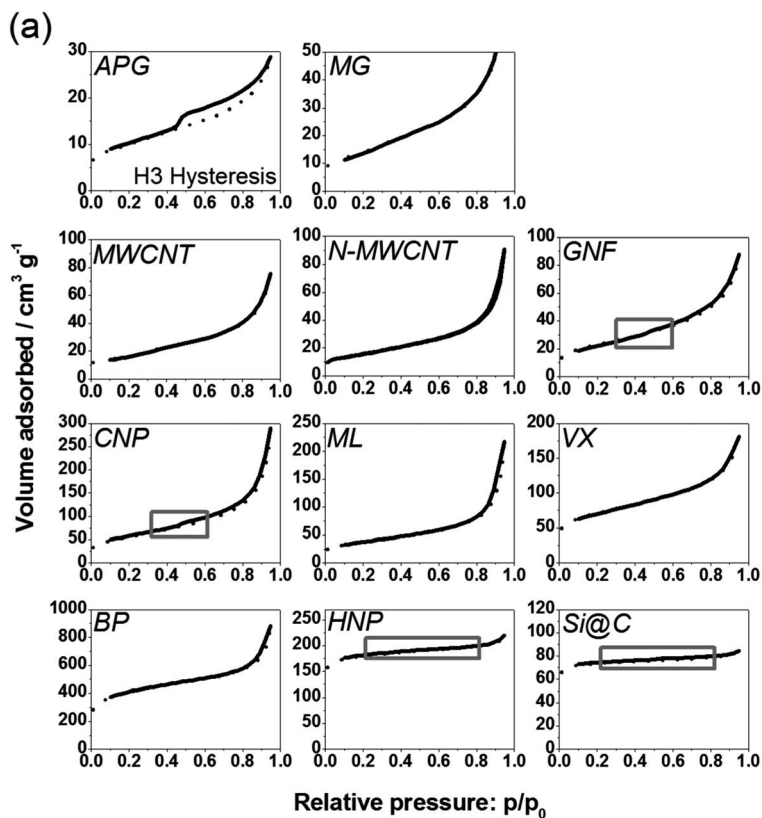 (a)
APG
30
20
10
0
H3 Hysteresis
0.0 0.2 0.4 0.6 0.8 1.0
MG
50
40
30
20
10
0
0.0 0.2 0.4 0.6 0.8 1.0
Volume adsorbed / cm³ g⁻¹
MWCNT
100
80
60
40
20
0
0.0 0.2 0.4 0.6 0.8 1.0
N-MWCNT
100
80
60
40
20
0
0.0 0.2 0.4 0.6 0.8 1.0
GNF
100
80
60
40
20
0
0.0 0.2 0.4 0.6 0.8 1.0
CNP
300
250
200
150
100
50
0
0.0 0.2 0.4 0.6 0.8 1.0
ML
250
200
150
100
50
0
0.0 0.2 0.4 0.6 0.8 1.0
VX
200
150
100
50
0
0.0 0.2 0.4 0.6 0.8 1.0
BP
1000
800
600
400
200
0
0.0 0.2 0.4 0.6 0.8 1.0
HNP
250
200
150
100
50
0
0.0 0.2 0.4 0.6 0.8 1.0
Si@C
120
100
80
60
40
20
0
0.0 0.2 0.4 0.6 0.8 1.0
Relative pressure: p/p₀